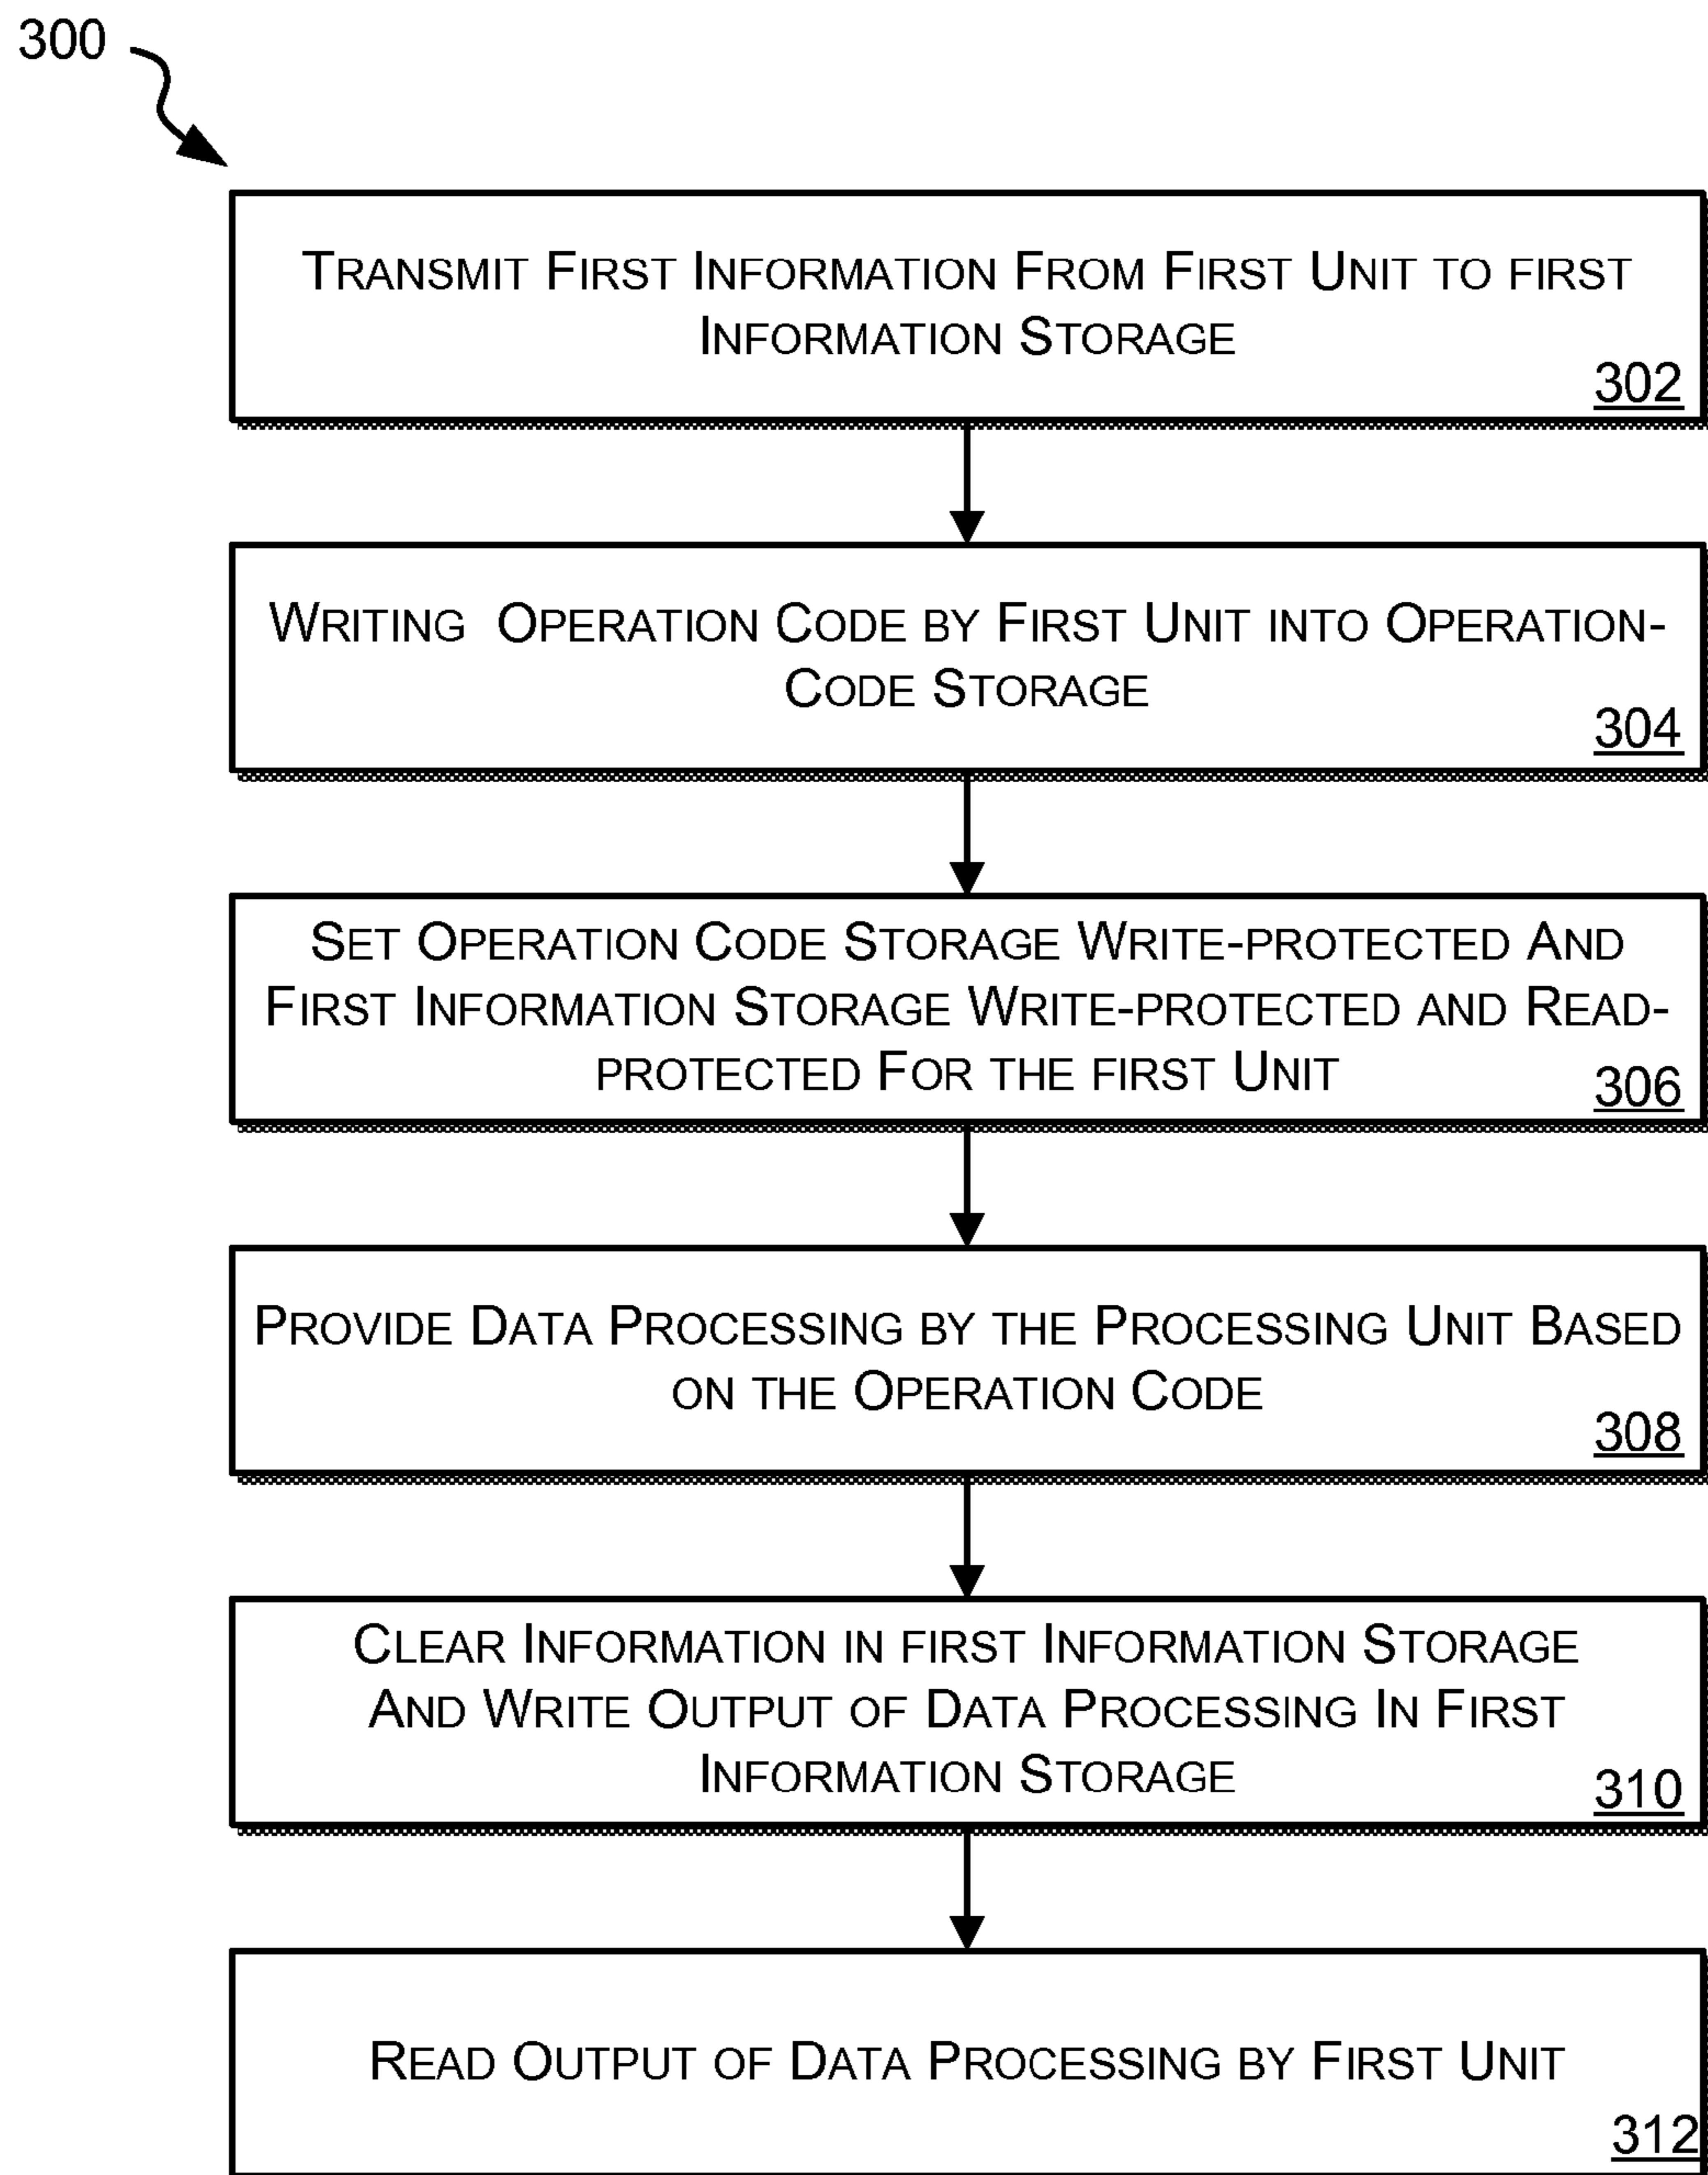 300
Transmit First Information From First Unit to first
Information Storage
302
Writing Operation Code by First Unit into Operation-
Code Storage
304
Set Operation Code Storage Write-protected And
First Information Storage Write-protected and Read-
protected For the first Unit
306
Provide Data Processing by the Processing Unit Based
on the Operation Code
308
Clear Information in first Information Storage
And Write Output of Data Processing In First
Information Storage
310
Read Output of Data Processing by First Unit
312